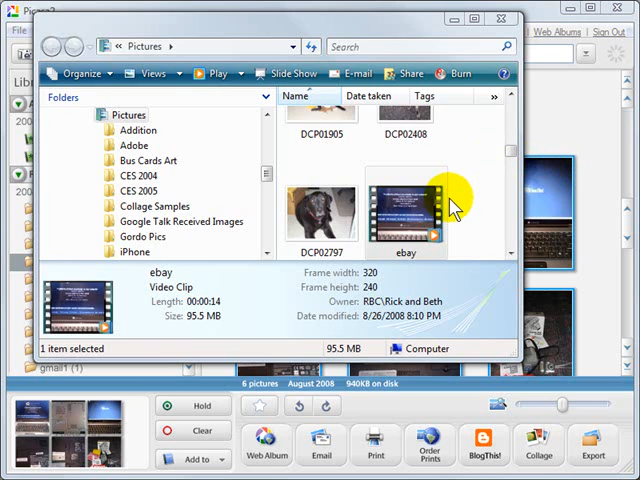 Picasa3
File
Web Albums
Sign Out
Pictures
Search
Organize
Views
Play
Slide Show
E-mail
Share
Burn
Folders
Name
Date taken
Tags
»
Pictures
Addition
Adobe
Bus Cards Art
CES 2004
CES 2005
Collage Samples
Google Talk Received Images
Gordo Pics
iPhone
DCP01905
DCP02408
DCP02797
ebay
ebay
Video Clip
Length: 00:00:14
Size: 95.5 MB
Frame width: 320
Frame height: 240
Owner: RBC\Rick and Beth
Date modified: 8/26/2008 8:10 PM
1 item selected
95.5 MB
Computer
gmail1 (1)
6 pictures August 2008 940KB on disk
Hold
Clear
Add to
Web Album
Email
Print
Order Prints
BlogThis!
Collage
Export